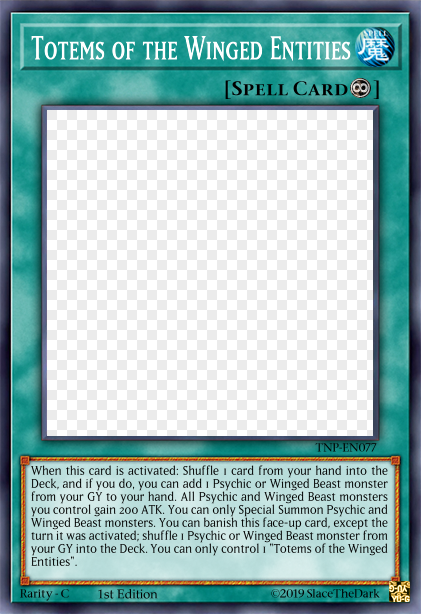 Totems of the Winged Entities
SPELL
魔
[Spell Card]
TNP-EN077
When this card is activated: Shuffle 1 card from your hand into the
Deck, and if you do, you can add 1 Psychic or Winged Beast monster
from your GY to your hand. All Psychic and Winged Beast monsters
you control gain 200 ATK. You can only Special Summon Psychic and
Winged Beast monsters. You can banish this face-up card, except the
turn it was activated; shuffle 1 Psychic or Winged Beast monster from
your GY into the Deck. You can only control 1 "Totems of the Winged
Entities".
Rarity - C
1st Edition
©2019 SlaceTheDark